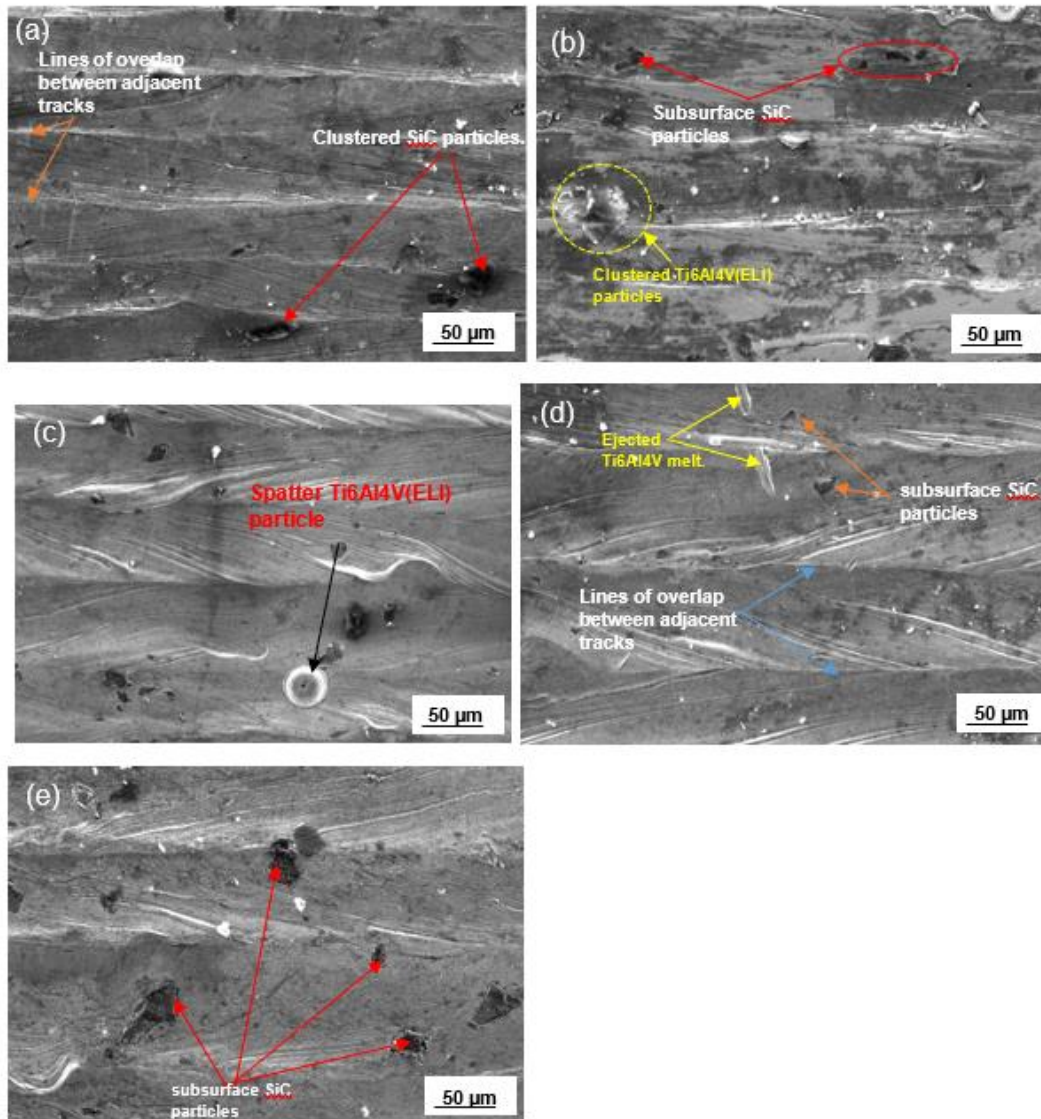 (a)
Lines of overlap
between adjacent
tracks
Clustered SiC particles.
50 µm
(b)
Subsurface SiC
particles
Clustered Ti6Al4V(ELI)
particles
50 µm
(c)
Spatter Ti6Al4V(ELI)
particle
50 µm
(d)
Ejected
Ti6Al4V melt.
subsurface SiC
particles
Lines of overlap
between adjacent
tracks
50 µm
(e)
subsurface SiC
particles
50 µm